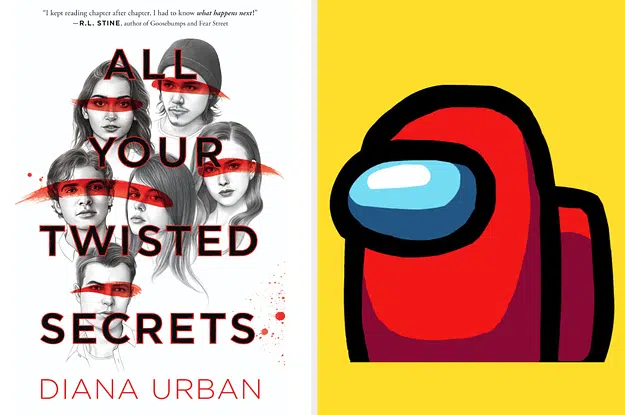 "I kept reading chapter after chapter. I had to know what happens next!"
—R.L. STINE, author of Goosebumps and Fear Street
ALL
YOUR
TWISTED
SECRETS
DIANA URBAN